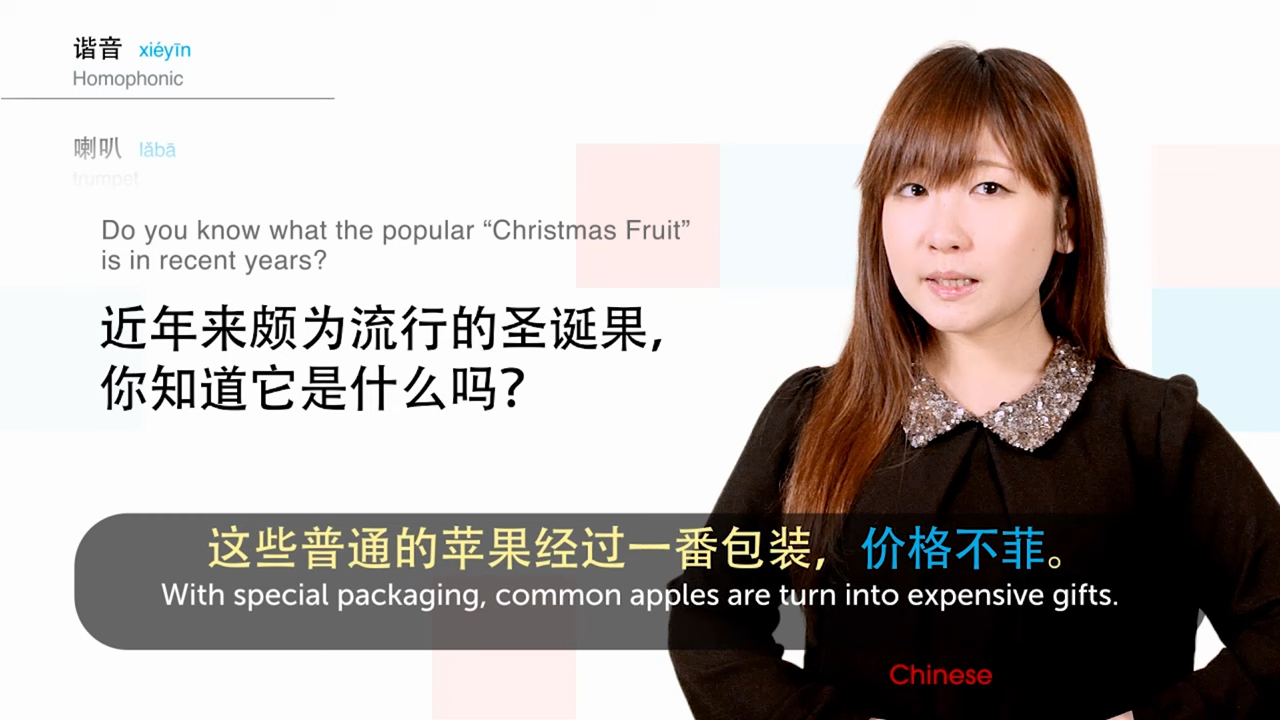 谐音 xiéyīn
Homophonic
喇叭 lǎbā
trumpet
Do you know what the popular “Christmas Fruit”
is in recent years?
近年来颇为流行的圣诞果,
你知道它是什么吗?
这些普通的苹果经过一番包装, 价格不菲。
With special packaging, common apples are turn into expensive gifts.
Chinese